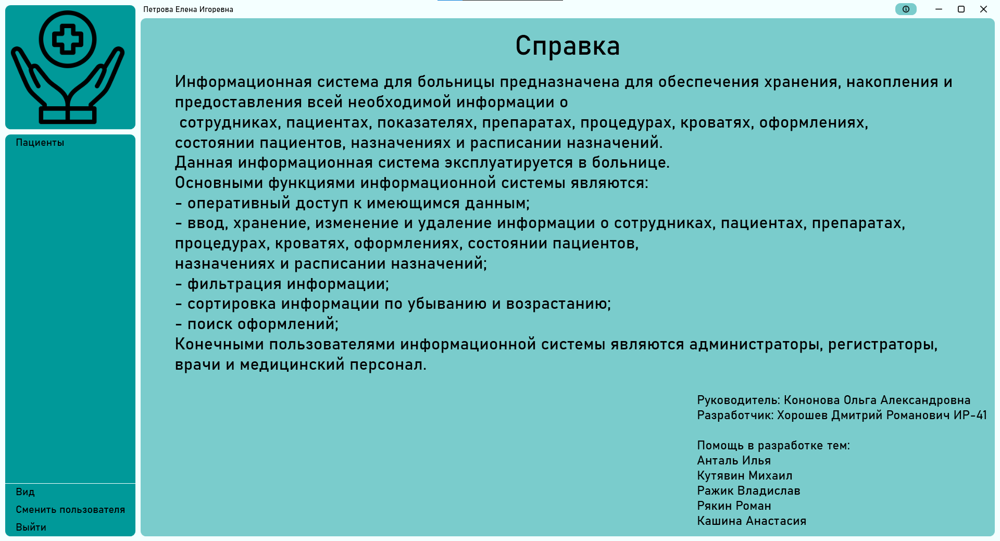 Петрова Елена Игоревна
Пациенты
Вид
Сменить пользователя
Выйти
Справка
Информационная система для больницы предназначена для обеспечения хранения, накопления и
предоставления всей необходимой информации о
сотрудниках, пациентах, показателях, препаратах, процедурах, кроватях, оформлениях,
состоянии пациентов, назначениях и расписании назначений.
Данная информационная система эксплуатируется в больнице.
Основными функциями информационной системы являются:
- оперативный доступ к имеющимся данным;
- ввод, хранение, изменение и удаление информации о сотрудниках, пациентах, препаратах,
процедурах, кроватях, оформлениях, состоянии пациентов,
назначениях и расписании назначений;
- фильтрация информации;
- сортировка информации по убыванию и возрастанию;
- поиск оформлений;
Конечными пользователями информационной системы являются администраторы, регистраторы,
врачи и медицинский персонал.
Руководитель: Кононова Ольга Александровна
Разработчик: Хорошев Дмитрий Романович ИР-41
Помощь в разработке тем:
Анталь Илья
Кутявин Михаил
Ражик Владислав
Рякин Роман
Кашина Анастасия